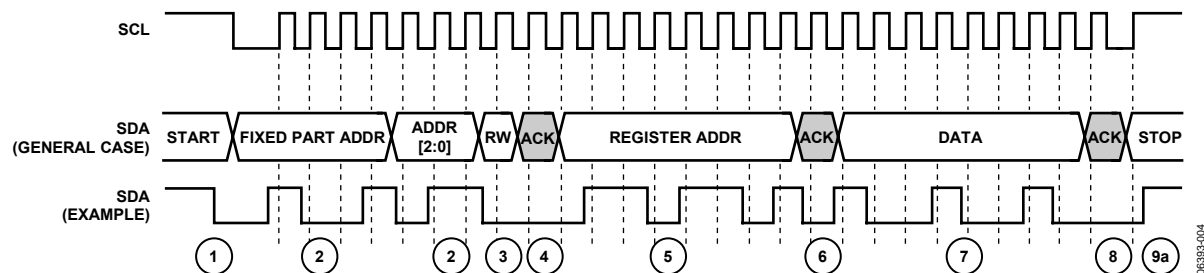 SCL
SDA
(GENERAL CASE)
START
FIXED PART ADDR
ADDR
[2:0]
RW
ACK
REGISTER ADDR
ACK
DATA
ACK
STOP
SDA
(EXAMPLE)
1
2
2
3
4
5
6
7
8
9a
06393-004